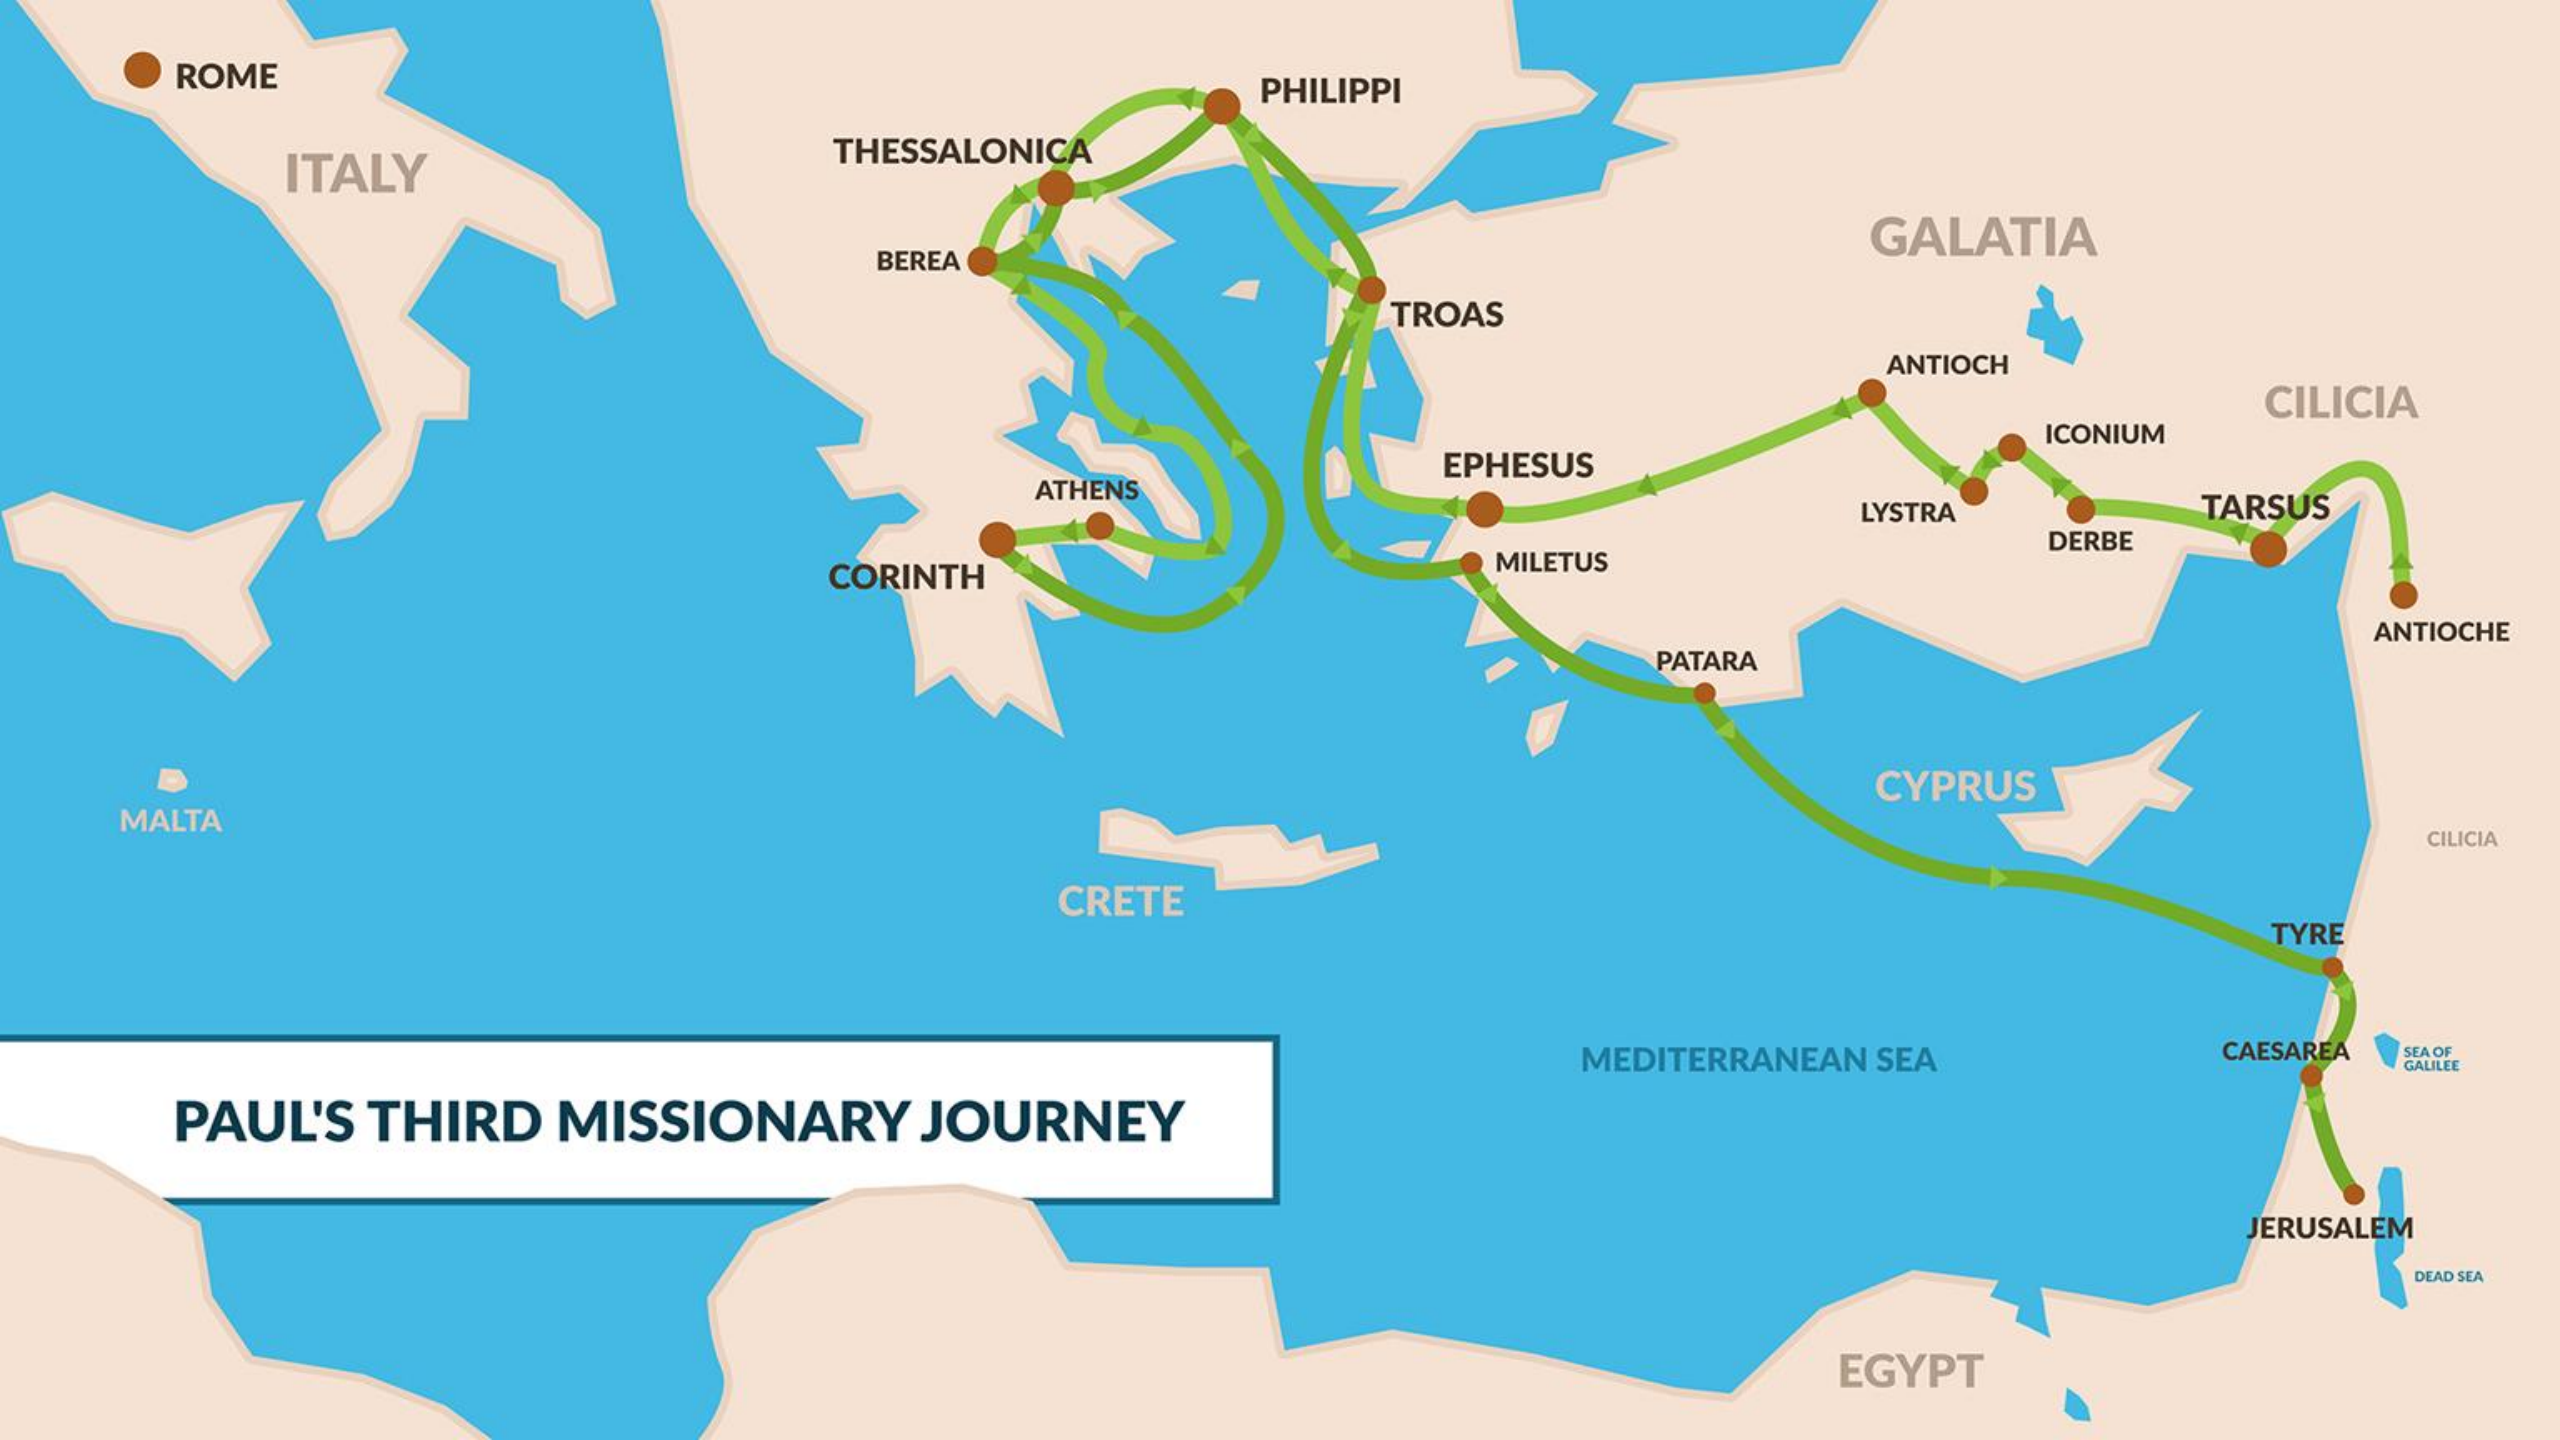 ROME
PHILIPPI
THESSALONICA
ITALY
GALATIA
BEREA
TROAS
ANTIOCH
CILICIA
ICONIUM
EPHESUS
ATHENS
LYSTRA
TARSUS
DERBE
MILETUS
CORINTH
ANTIOCHE
PATARA
CYPRUS
MALTA
CILICIA
CRETE
TYRE
CAESAREA
SEA OF
GALILEE
MEDITERRANEAN SEA
PAUL'S THIRD MISSIONARY JOURNEY
JERUSALEM
DEAD SEA
EGYPT